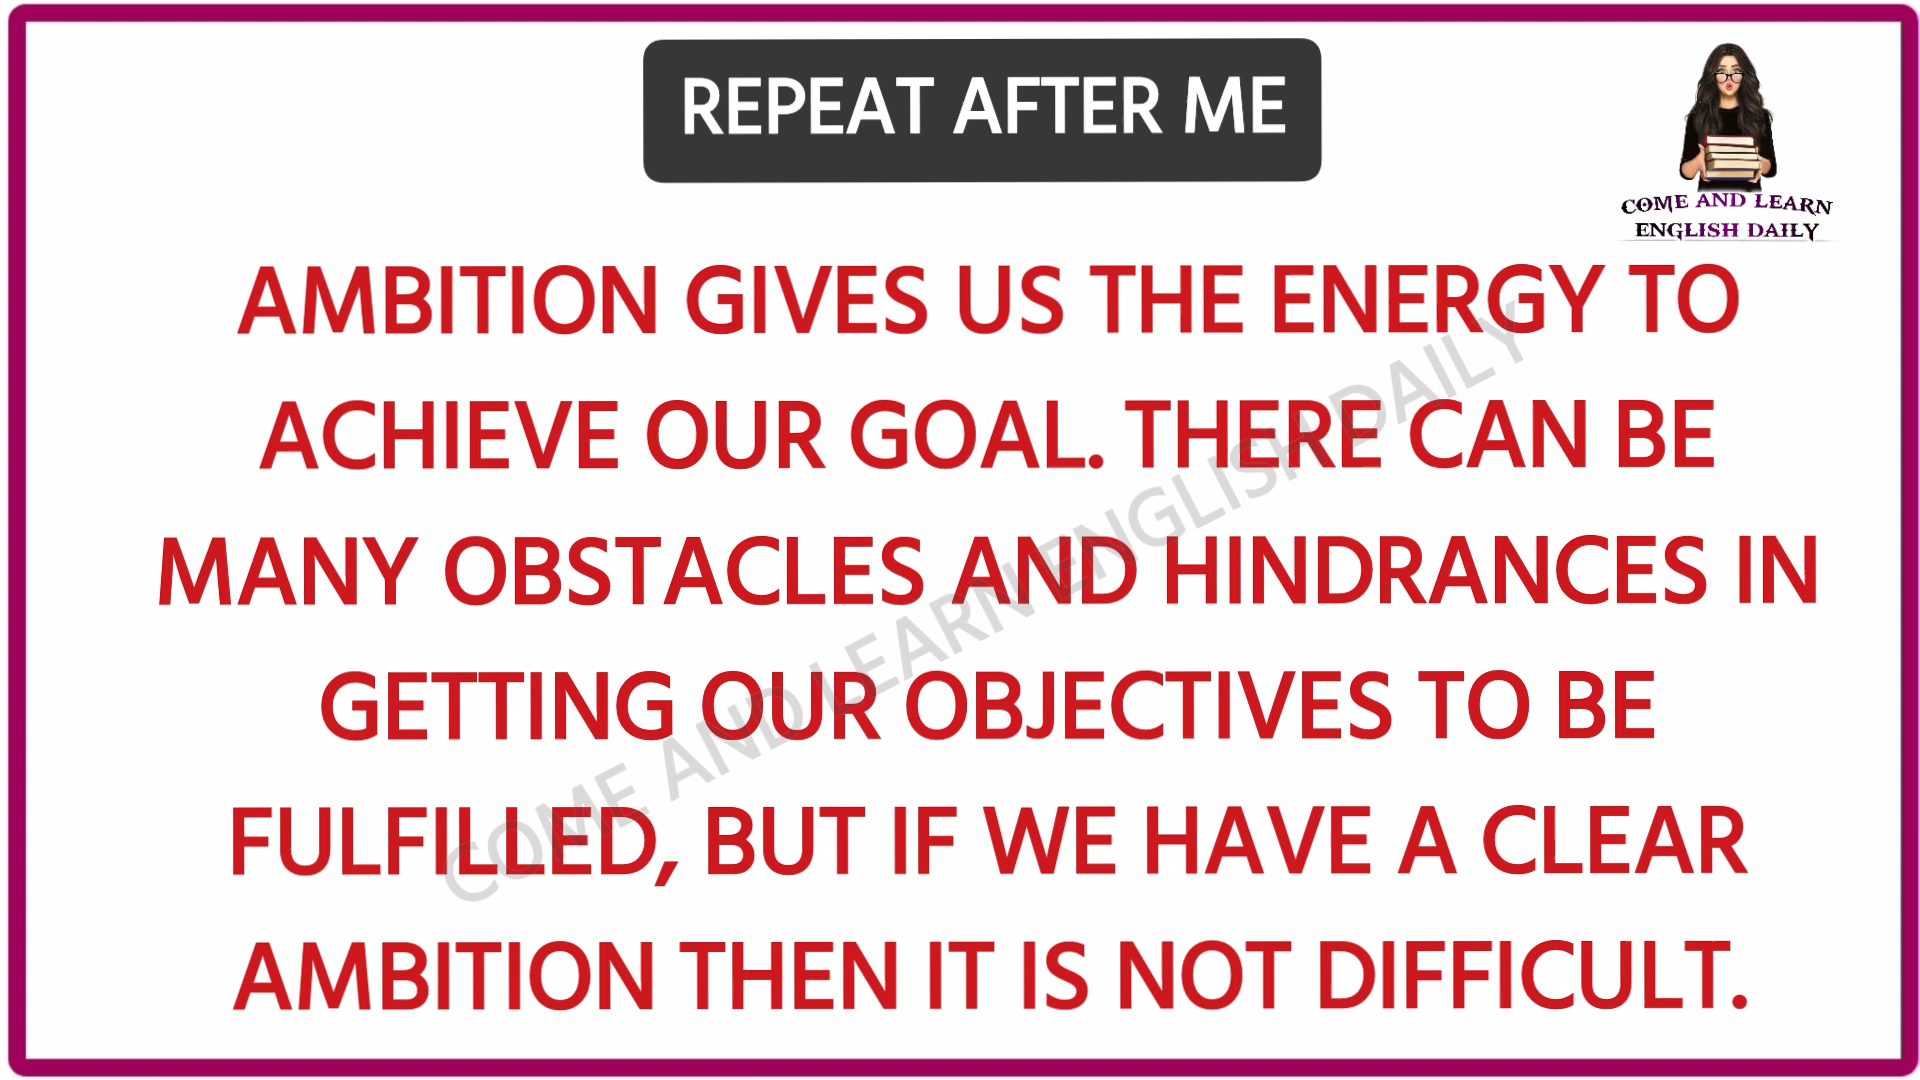 REPEAT AFTER ME
COME AND LEARN
ENGLISH DAILY
AMBITION GIVES US THE ENERGY TO
ACHIEVE OUR GOAL. THERE CAN BE
MANY OBSTACLES AND HINDRANCES IN
GETTING OUR OBJECTIVES TO BE
FULFILLED, BUT IF WE HAVE A CLEAR
AMBITION THEN IT IS NOT DIFFICULT.
COME AND LEARN ENGLISH DAILY